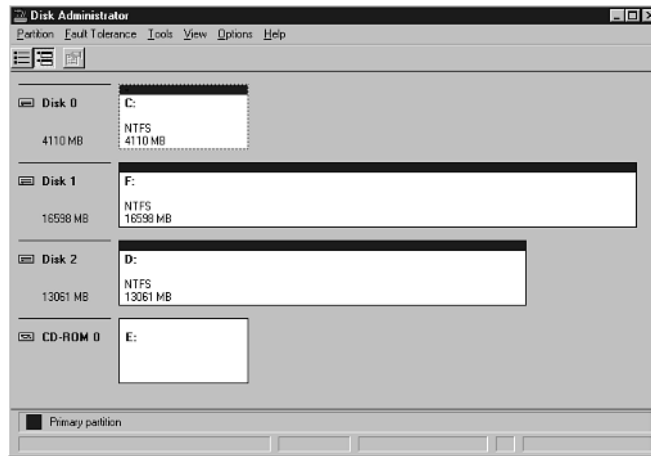 Disk Administrator
Partition Fault Tolerance Tools View Options Help
Disk 0
4110 MB
C:
NTFS
4110 MB
Disk 1
16598 MB
F:
NTFS
16598 MB
Disk 2
13061 MB
D:
NTFS
13061 MB
CD-ROM 0
E:
Primary partition